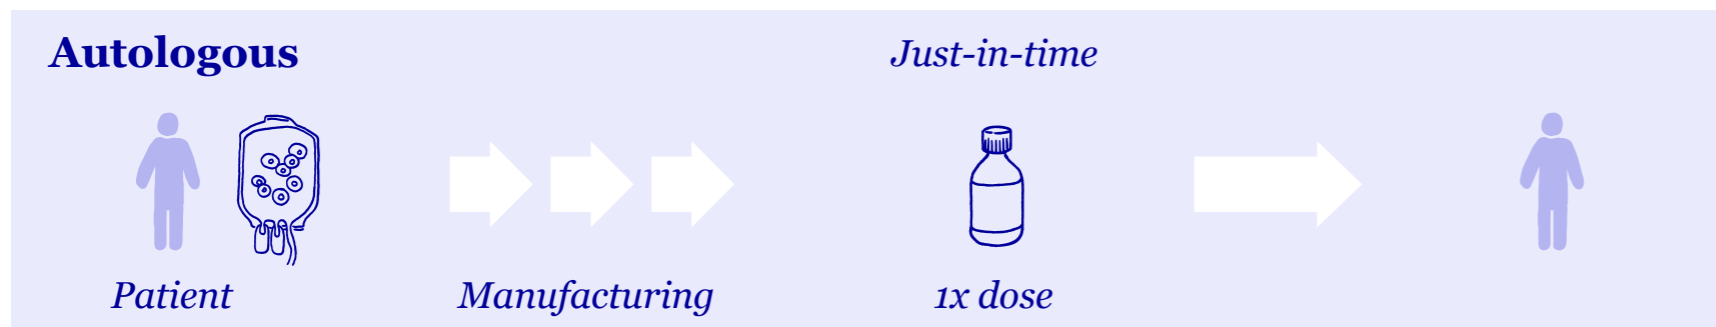 Autologous
Just-in-time
Patient
Manufacturing
1x dose